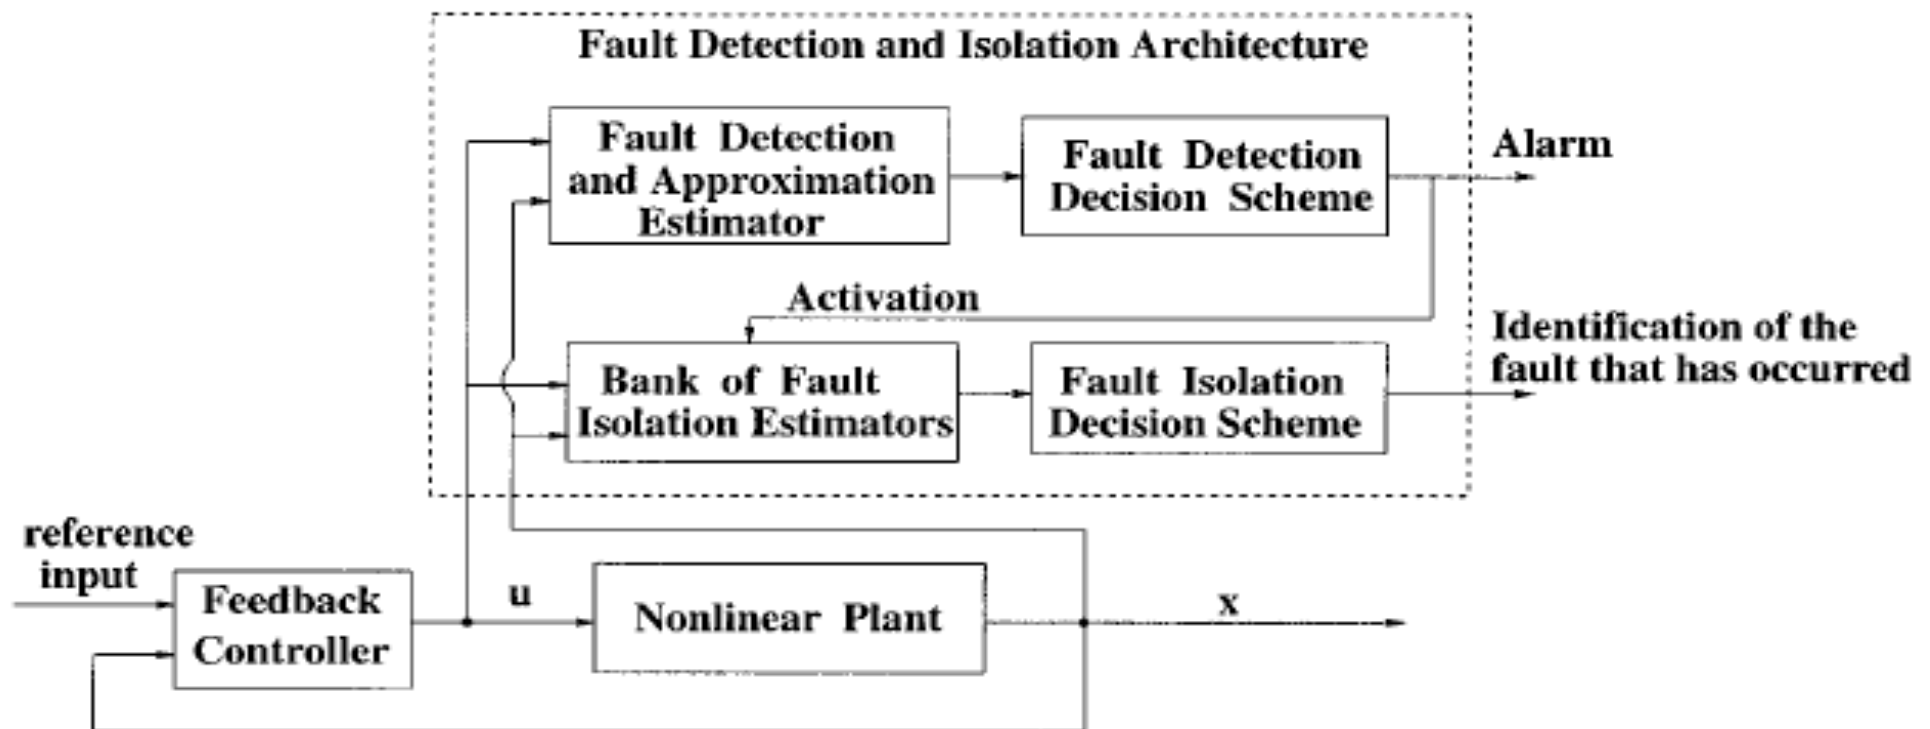 Fault Detection and Isolation Architecture
Fault Detection
and Approximation
Estimator
Fault Detection
Decision Scheme
Alarm
Activation
Bank of Fault
Isolation Estimators
Fault Isolation
Decision Scheme
Identification of the
fault that has occurred
reference
input
Feedback
Controller
u
Nonlinear Plant
x